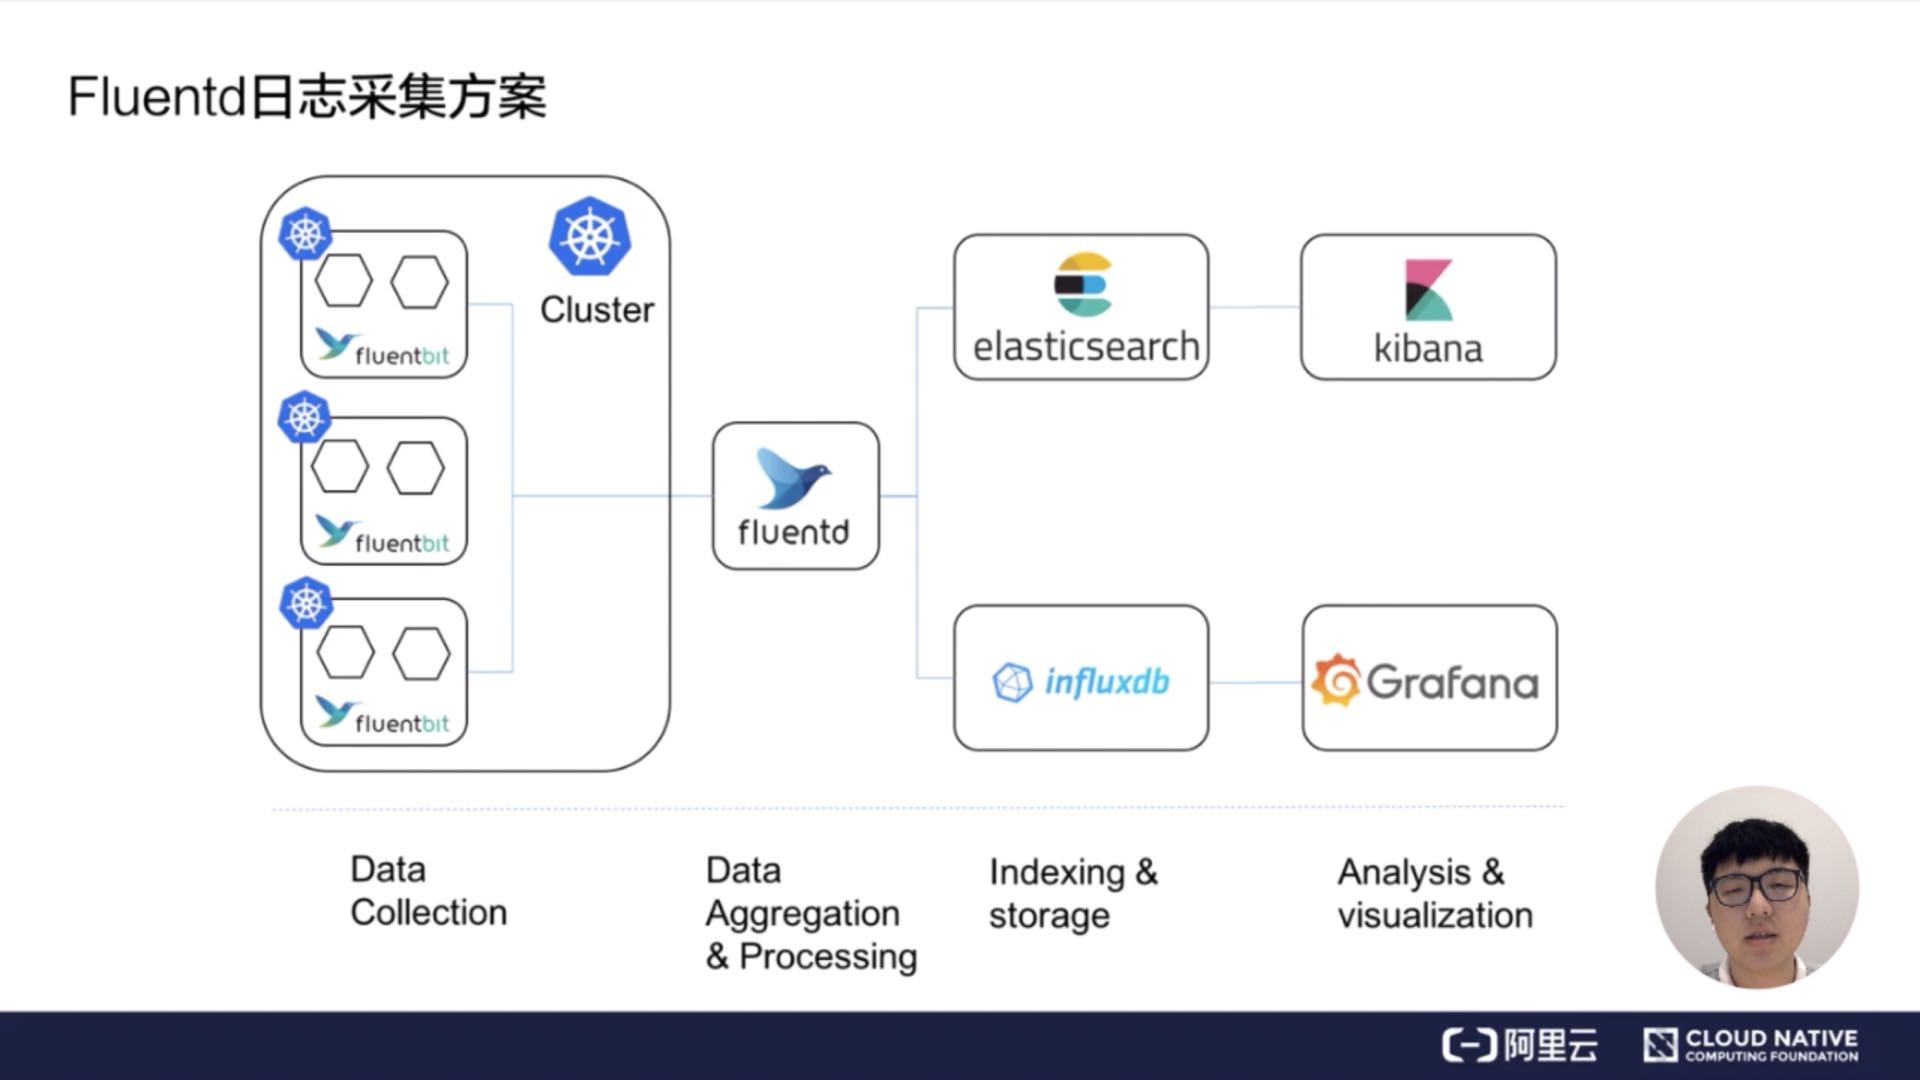 Fluentd日志采集方案
Cluster
fluentbit
fluentbit
fluentbit
fluentd
elasticsearch
kibana
influxdb
Grafana
Data
Collection
Data
Aggregation
& Processing
Indexing &
storage
Analysis &
visualization
阿里云
CLOUD NATIVE
COMPUTING FOUNDATION